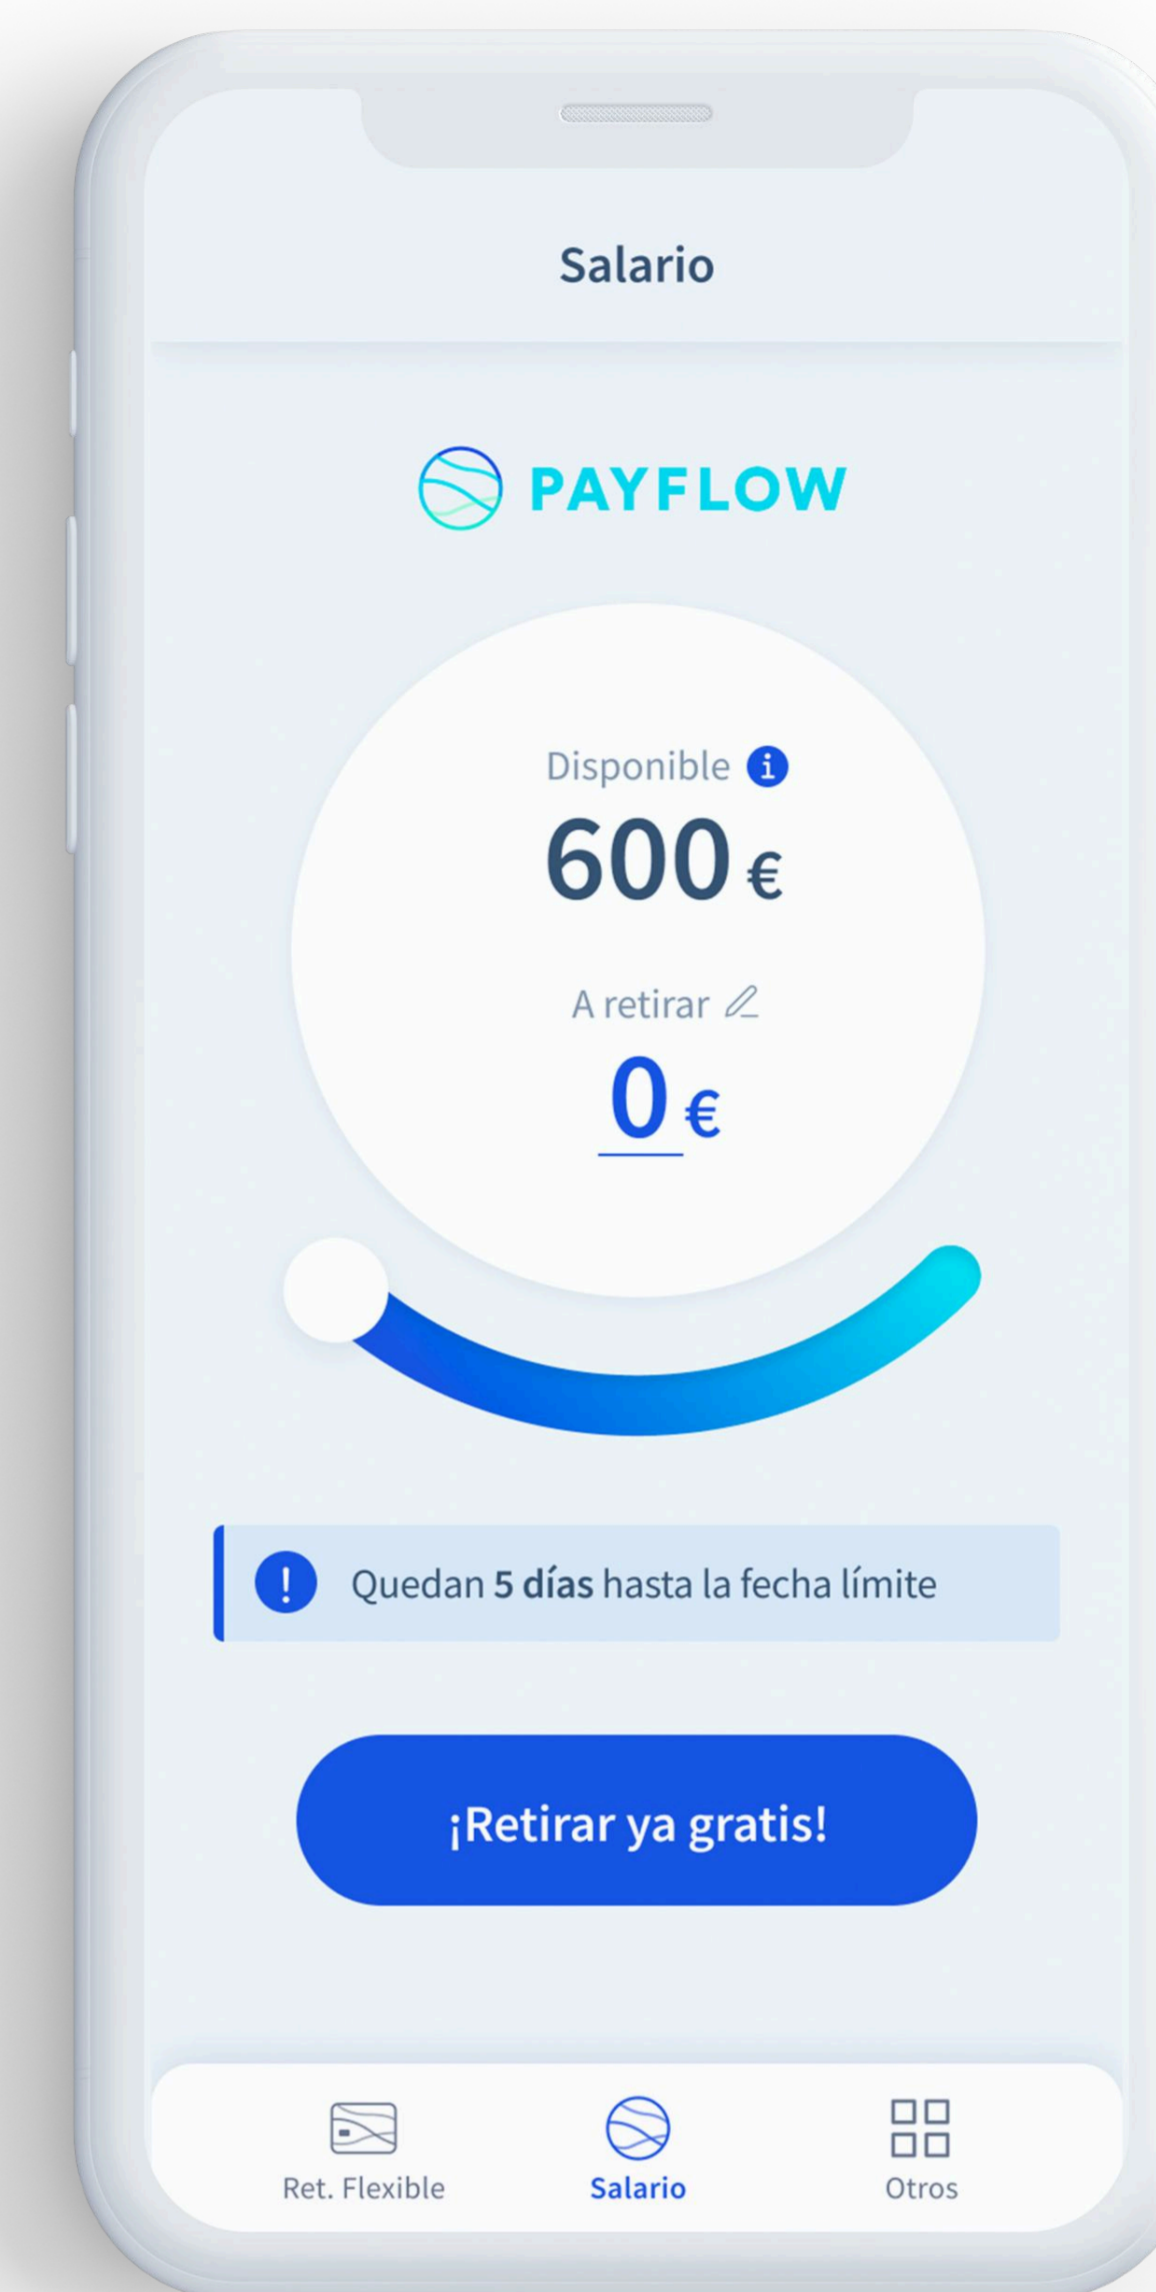 Salario
PAYFLOW
Disponible
600 €
A retirar
0 €
Quedan 5 días hasta la fecha límite
¡Retirar ya gratis!
Ret. Flexible
Salario
Otros